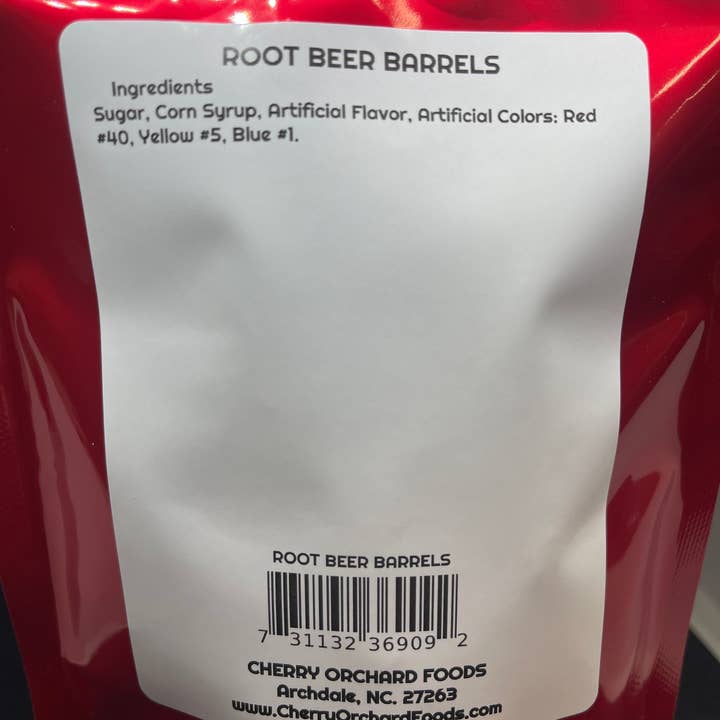 ROOT BEER BARRELS
Ingredients
Sugar, Corn Syrup, Artificial Flavor, Artificial Colors: Red
#40, Yellow #5, Blue #1.
ROOT BEER BARRELS
7 31132 36909 2
CHERRY ORCHARD FOODS
Archdale, NC. 27263
www.CherryOrchardFoods.com